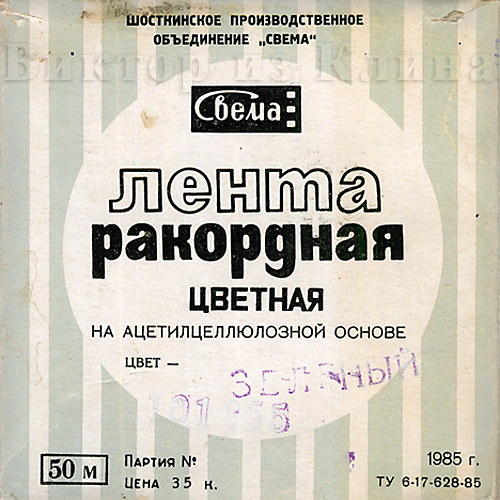 ШОСТКИНСКОЕ ПРОИЗВОДСТВЕННОЕ
ОБЪЕДИНЕНИЕ „СВЕМА“
Виктор из Клина
Свема
лента
ракордная
ЦВЕТНАЯ
НА АЦЕТИЛЦЕЛЛЮЛОЗНОЙ ОСНОВЕ
ЦВЕТ — ЗЕЛЕНЫЙ
50 м
ПАРТИЯ №
ЦЕНА 35 к.
1985 г.
ТУ 6-17-628-85